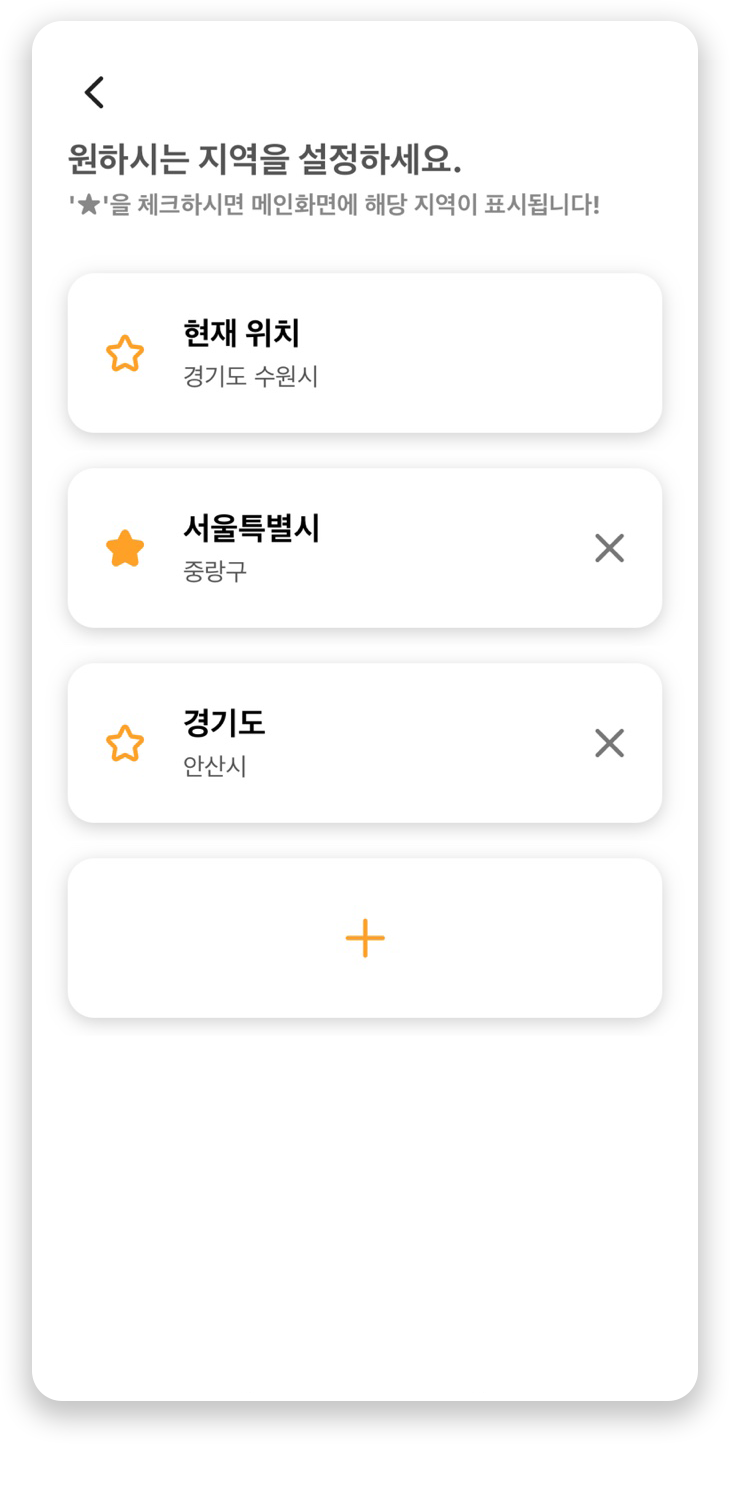 원하시는 지역을 설정하세요.
'★'을 체크하시면 메인화면에 해당 지역이 표시됩니다!
현재 위치
경기도 수원시
서울특별시
중랑구
경기도
안산시